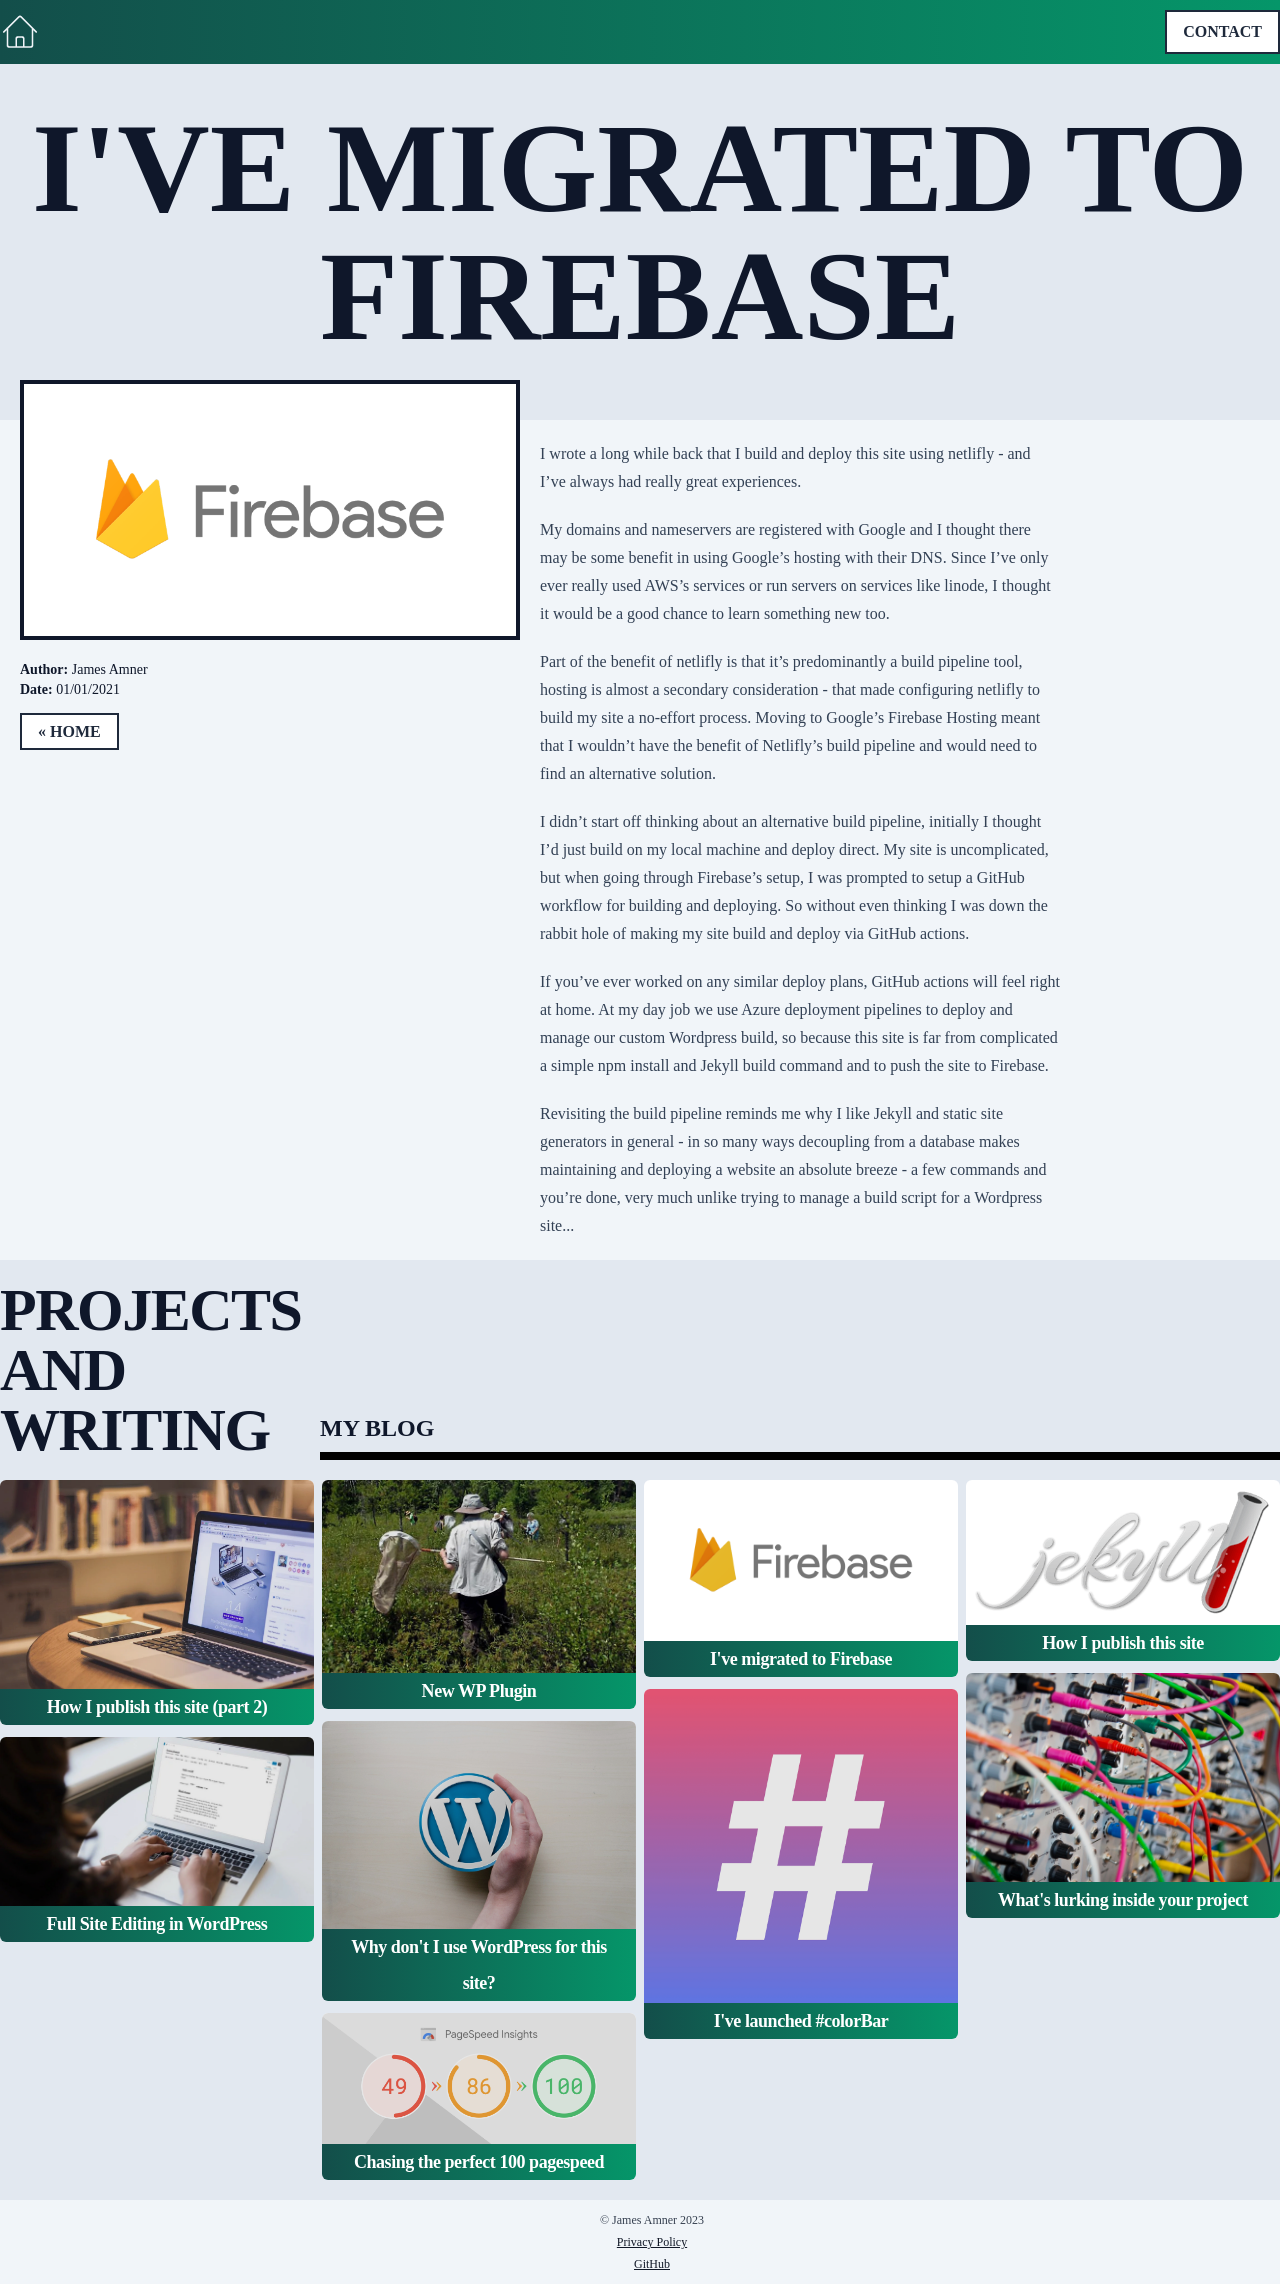 CONTACT
I'VE MIGRATED TO
FIREBASE
Firebase
Author: James Amner
Date: 01/01/2021
« HOME
I wrote a long while back that I build and deploy this site using netlifly - and
I’ve always had really great experiences.
My domains and nameservers are registered with Google and I thought there
may be some benefit in using Google’s hosting with their DNS. Since I’ve only
ever really used AWS’s services or run servers on services like linode, I thought
it would be a good chance to learn something new too.
Part of the benefit of netlifly is that it’s predominantly a build pipeline tool,
hosting is almost a secondary consideration - that made configuring netlifly to
build my site a no-effort process. Moving to Google’s Firebase Hosting meant
that I wouldn’t have the benefit of Netlifly’s build pipeline and would need to
find an alternative solution.
I didn’t start off thinking about an alternative build pipeline, initially I thought
I’d just build on my local machine and deploy direct. My site is uncomplicated,
but when going through Firebase’s setup, I was prompted to setup a GitHub
workflow for building and deploying. So without even thinking I was down the
rabbit hole of making my site build and deploy via GitHub actions.
If you’ve ever worked on any similar deploy plans, GitHub actions will feel right
at home. At my day job we use Azure deployment pipelines to deploy and
manage our custom Wordpress build, so because this site is far from complicated
a simple npm install and Jekyll build command and to push the site to Firebase.
Revisiting the build pipeline reminds me why I like Jekyll and static site
generators in general - in so many ways decoupling from a database makes
maintaining and deploying a website an absolute breeze - a few commands and
you’re done, very much unlike trying to manage a build script for a Wordpress
site...
PROJECTS
AND
WRITING
MY BLOG
How I publish this site (part 2)
Full Site Editing in WordPress
New WP Plugin
W
Why don't I use WordPress for this
site?
PageSpeed Insights
49 » 86 » 100
Chasing the perfect 100 pagespeed
Firebase
I've migrated to Firebase
#
I've launched #colorBar
jekyll
How I publish this site
What's lurking inside your project
© James Amner 2023
Privacy Policy
GitHub